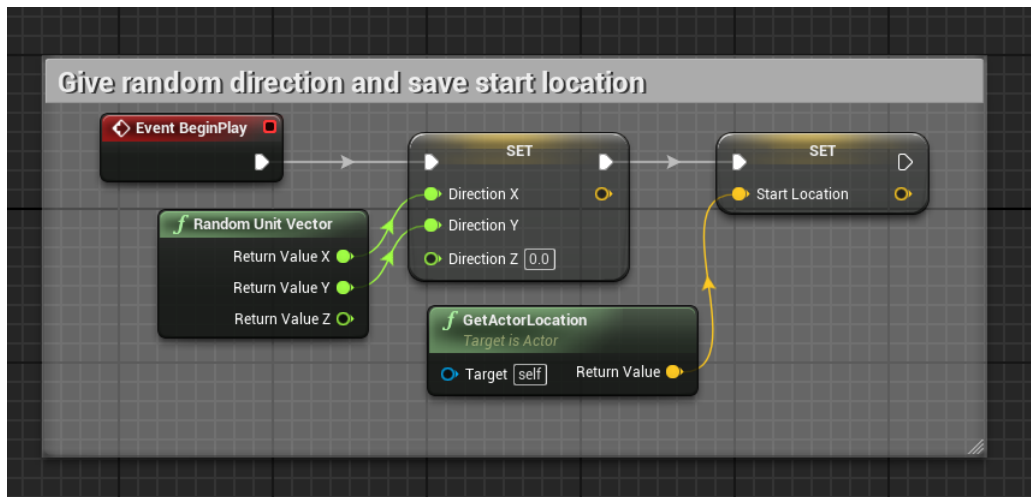 Give random direction and save start location
Event BeginPlay
SET
Direction X
Direction Y
Direction Z 0.0
SET
Start Location
f Random Unit Vector
Return Value X
Return Value Y
Return Value Z
f GetActorLocation
Target is Actor
Target self Return Value